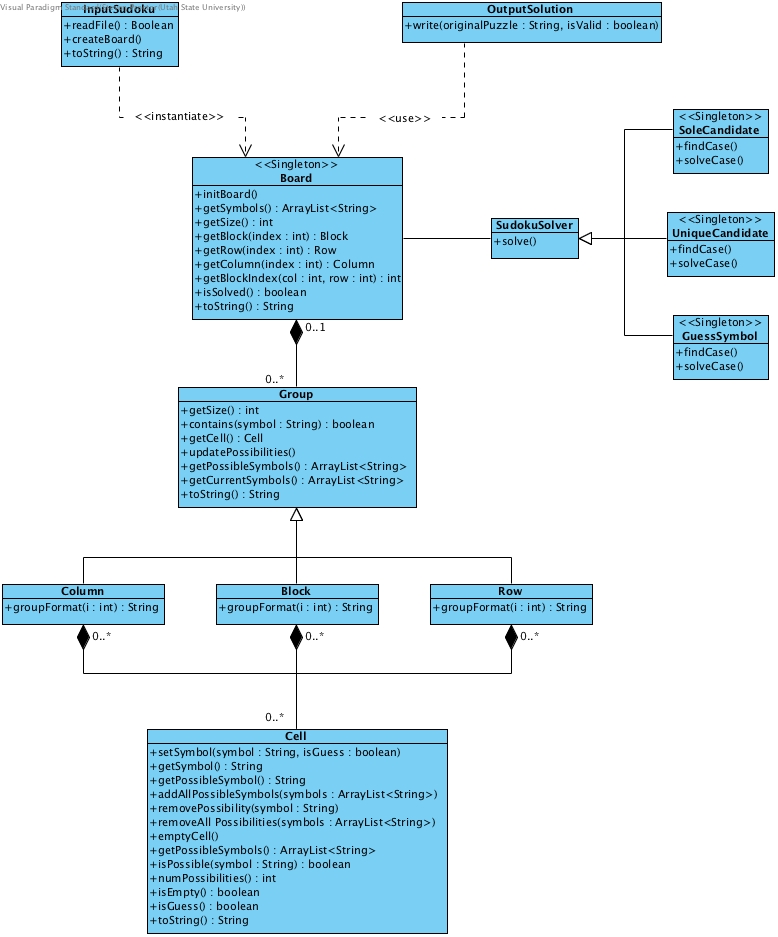 Visual Paradigm Standard (Utah State University))
InputSudoku
+readFile() : Boolean
+createBoard()
+toString() : String
OutputSolution
+write(originalPuzzle : String, isValid : boolean)
<<instantiate>>
<<use>>
<<Singleton>>
Board
+initBoard()
+getSymbols() : ArrayList<String>
+getSize() : int
+getBlock(index : int) : Block
+getRow(index : int) : Row
+getColumn(index : int) : Column
+getBlockIndex(col : int, row : int) : int
+isSolved() : boolean
+toString() : String
SudokuSolver
+solve()
<<Singleton>>
SoleCandidate
+findCase()
+solveCase()
<<Singleton>>
UniqueCandidate
+findCase()
+solveCase()
<<Singleton>>
GuessSymbol
+findCase()
+solveCase()
0..1
0..*
Group
+getSize() : int
+contains(symbol : String) : boolean
+getCell() : Cell
+updatePossibilities()
+getPossibleSymbols() : ArrayList<String>
+getCurrentSymbols() : ArrayList<String>
+toString() : String
Column
+groupFormat(i : int) : String
Block
+groupFormat(i : int) : String
Row
+groupFormat(i : int) : String
0..*
0..*
0..*
0..*
Cell
+setSymbol(symbol : String, isGuess : boolean)
+getSymbol() : String
+getPossibleSymbol() : String
+addAllPossibleSymbols(symbols : ArrayList<String>)
+removePossibility(symbol : String)
+removeAll Possibilities(symbols : ArrayList<String>)
+emptyCell()
+getPossibleSymbols() : ArrayList<String>
+isPossible(symbol : String) : boolean
+numPossibilities() : int
+isEmpty() : boolean
+isGuess() : boolean
+toString() : String